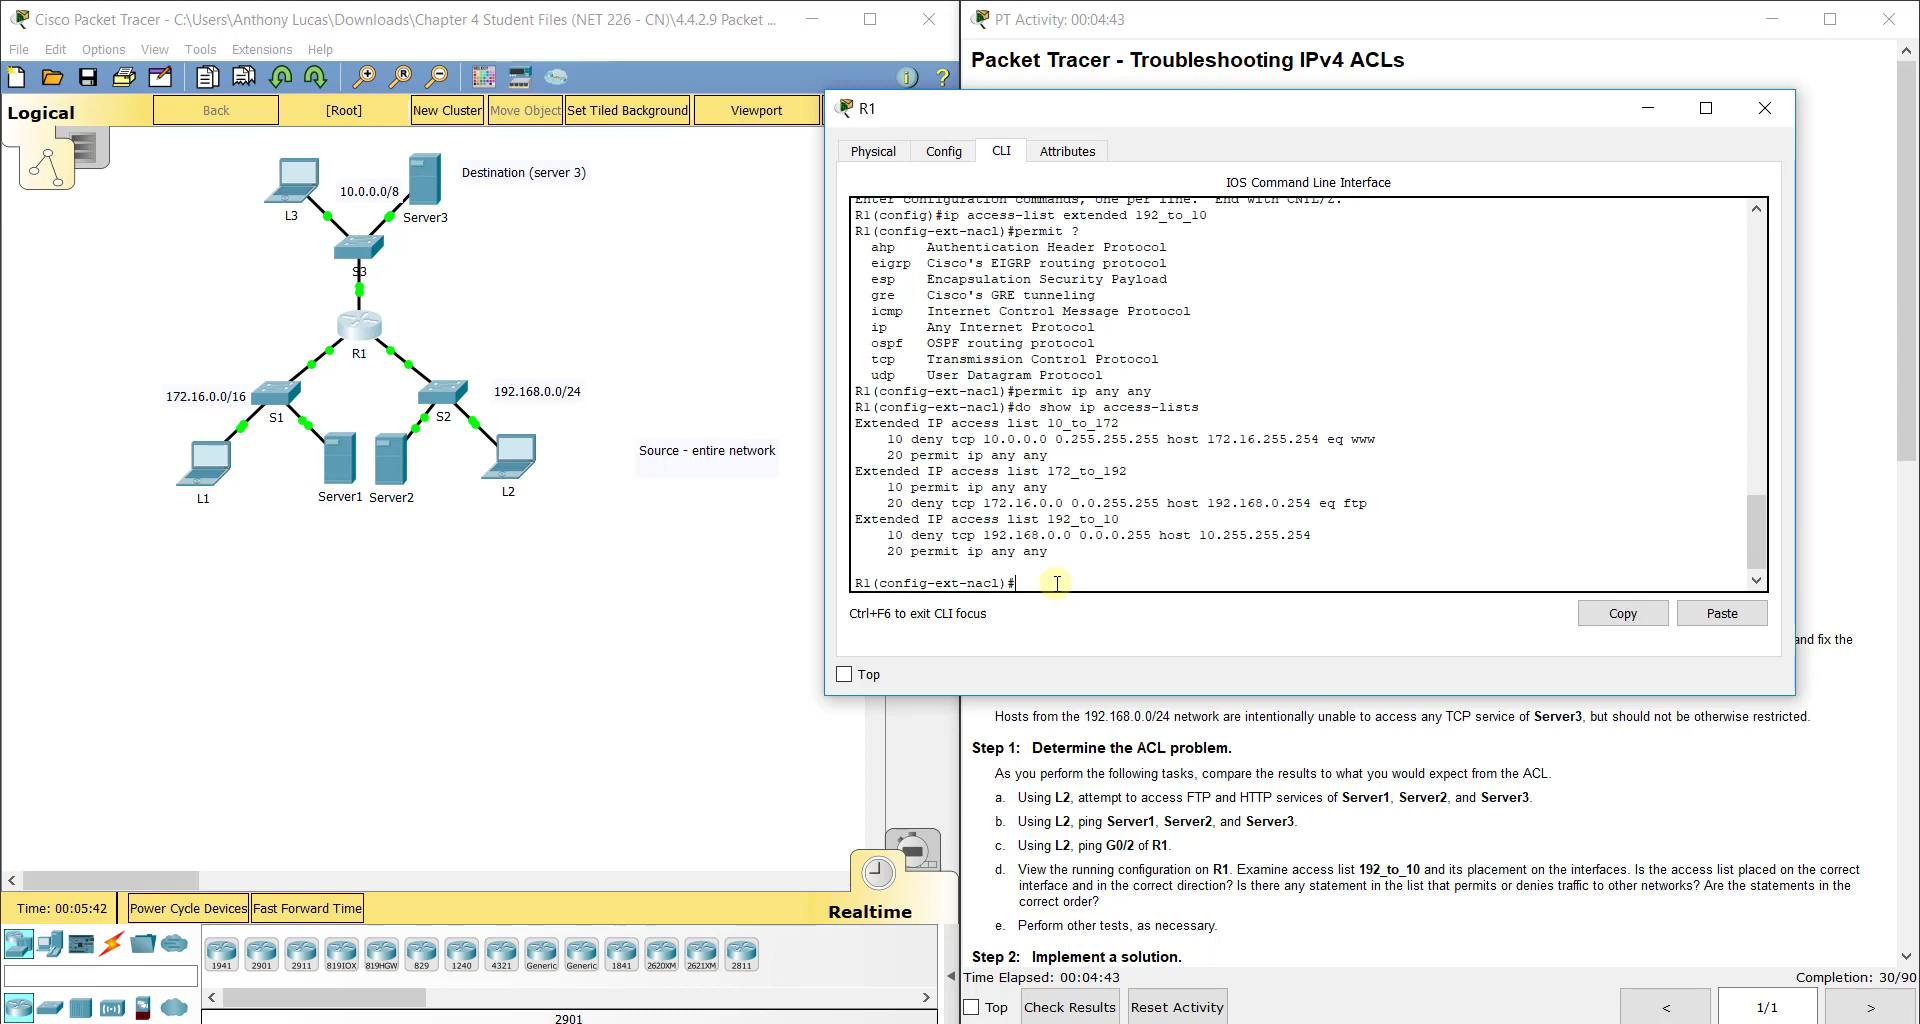 Cisco Packet Tracer - C:\Users\Anthony Lucas\Downloads\Chapter 4 Student Files (NET 226 - CN)\4.4.2.9 Packet ...
File Edit Options View Tools Extensions Help
Logical
Back
[Root]
New Cluster
Move Object
Set Tiled Background
Viewport
Destination (server 3)
10.0.0.0/8
L3
Server3
S3
R1
172.16.0.0/16
192.168.0.0/24
S1
S2
Source - entire network
L1
Server1
Server2
L2
Time: 00:05:42
Power Cycle Devices
Fast Forward Time
Realtime
1941
2901
2911
819IOX
819HGW
829
1240
4321
Generic
Generic
1841
2620XM
2621XM
2811
2901
PT Activity: 00:04:43
Packet Tracer - Troubleshooting IPv4 ACLs
R1
Physical
Config
CLI
Attributes
IOS Command Line Interface
Enter configuration commands, one per line.  End with CNTL/Z.
R1(config)#ip access-list extended 192_to_10
R1(config-ext-nacl)#permit ?
ahp Authentication Header Protocol
eigrp Cisco's EIGRP routing protocol
esp Encapsulation Security Payload
gre Cisco's GRE tunneling
icmp Internet Control Message Protocol
ip Any Internet Protocol
ospf OSPF routing protocol
tcp Transmission Control Protocol
udp User Datagram Protocol
R1(config-ext-nacl)#permit ip any any
R1(config-ext-nacl)#do show ip access-lists
Extended IP access list 10_to_172
10 deny tcp 10.0.0.0 0.255.255.255 host 172.16.255.254 eq www
20 permit ip any any
Extended IP access list 172_to_192
10 permit ip any any
20 deny tcp 172.16.0.0 0.0.255.255 host 192.168.0.254 eq ftp
Extended IP access list 192_to_10
10 deny tcp 192.168.0.0 0.0.0.255 host 10.255.255.254
20 permit ip any any
R1(config-ext-nacl)#
Ctrl+F6 to exit CLI focus
Copy
Paste
Top
and fix the
Hosts from the 192.168.0.0/24 network are intentionally unable to access any TCP service of Server3, but should not be otherwise restricted.
Step 1: Determine the ACL problem.
As you perform the following tasks, compare the results to what you would expect from the ACL.
a. Using L2, attempt to access FTP and HTTP services of Server1, Server2, and Server3.
b. Using L2, ping Server1, Server2, and Server3.
c. Using L2, ping G0/2 of R1.
d. View the running configuration on R1. Examine access list 192_to_10 and its placement on the interfaces. Is the access list placed on the correct
interface and in the correct direction? Is there any statement in the list that permits or denies traffic to other networks? Are the statements in the
correct order?
e. Perform other tests, as necessary.
Step 2: Implement a solution.
Time Elapsed: 00:04:43
Completion: 30/90
Top
Check Results
Reset Activity
<
1/1
>